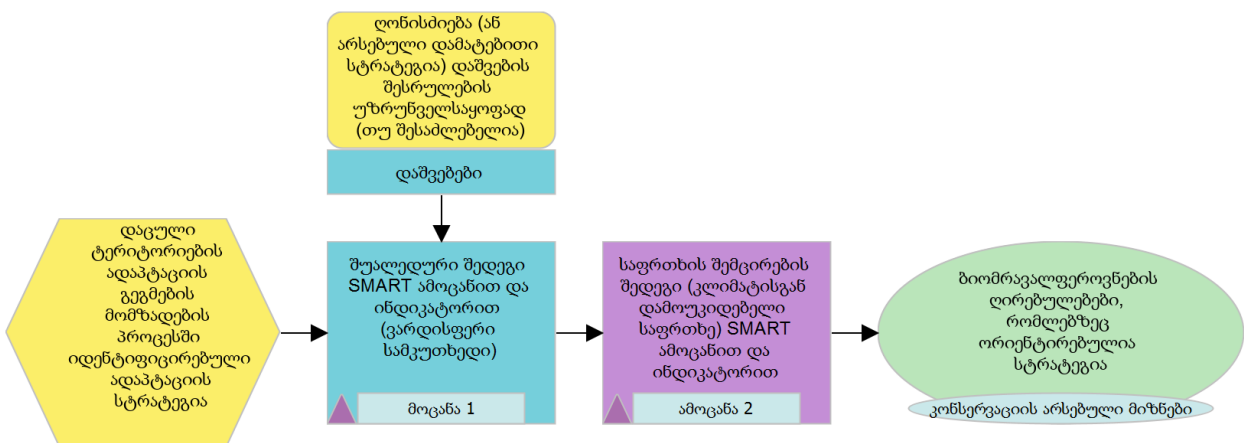 ღონისძიება (ან
არსებული დამატებითი
სტრატეგია) დაშვების
შესრულების
უზრუნველსაყოფად
(თუ შესაძლებელია)
დაშვებები
დაცული
ტერიტორიების
ადაპტაციის
გეგმების
მომზადების
პროცესში
იდენტიფიცირებული
ადაპტაციის
სტრატეგია
შუალედური შედეგი
SMART ამოცანით და
ინდიკატორით
(ვარდისფერი
სამკუთხედი)
მოცანა 1
საფრთხის შემცირების
შედეგი (კლიმატისგან
დამოუკიდებელი
საფრთხე) SMART
ამოცანით და
ინდიკატორით
ამოცანა 2
ბიომრავალფეროვნების
ღირებულებები,
რომლებზეც
ორიენტირებულია
სტრატეგია
კონსერვაციის არსებული მიზნები